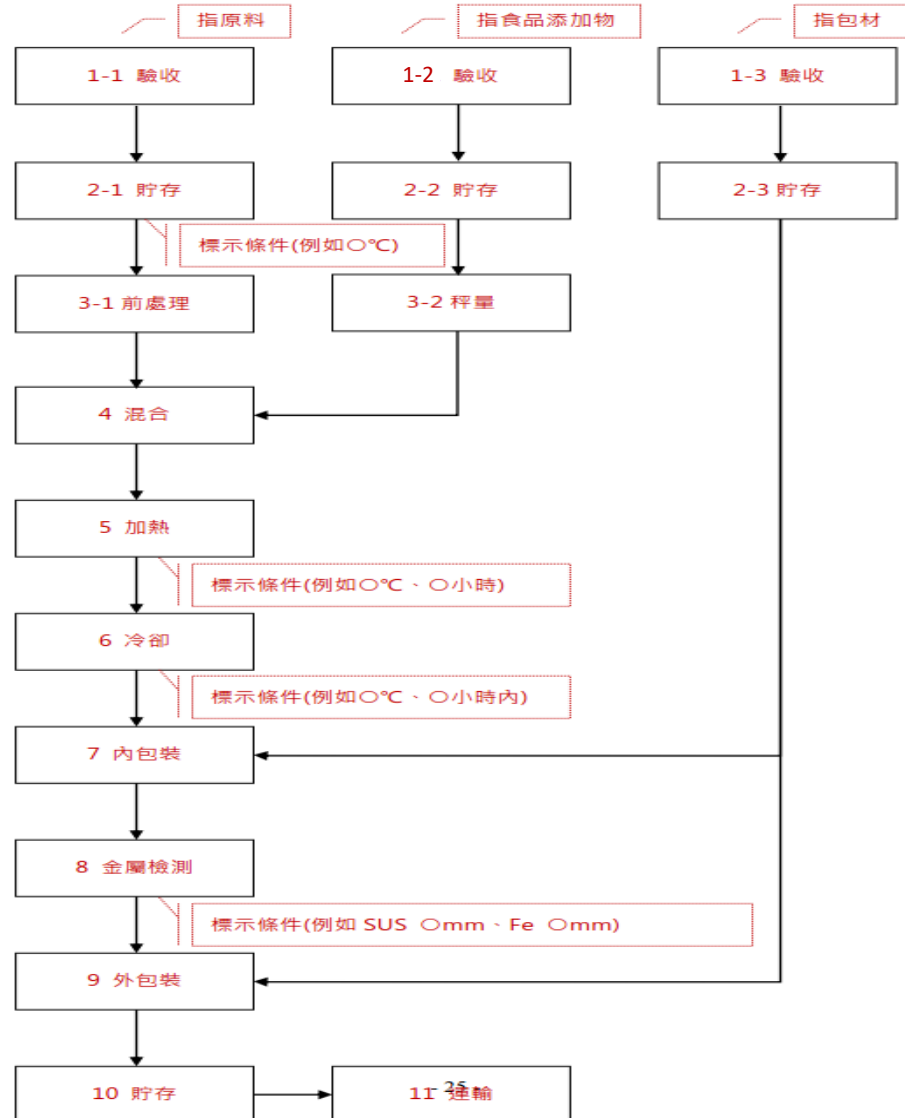 指原料 指食品添加物 指包材
1-1 驗收 1-2 驗收 1-3 驗收
2-1 貯存 2-2 貯存 2-3 貯存
標示條件(例如○℃)
3-1 前處理 3-2 秤量
4 混合
5 加熱
標示條件(例如○℃、○小時)
6 冷卻
標示條件(例如○℃、○小時內)
7 內包裝
8 金屬檢測
標示條件(例如 SUS ○mm、Fe ○mm)
9 外包裝
10 貯存 11 運輸
- 25 -